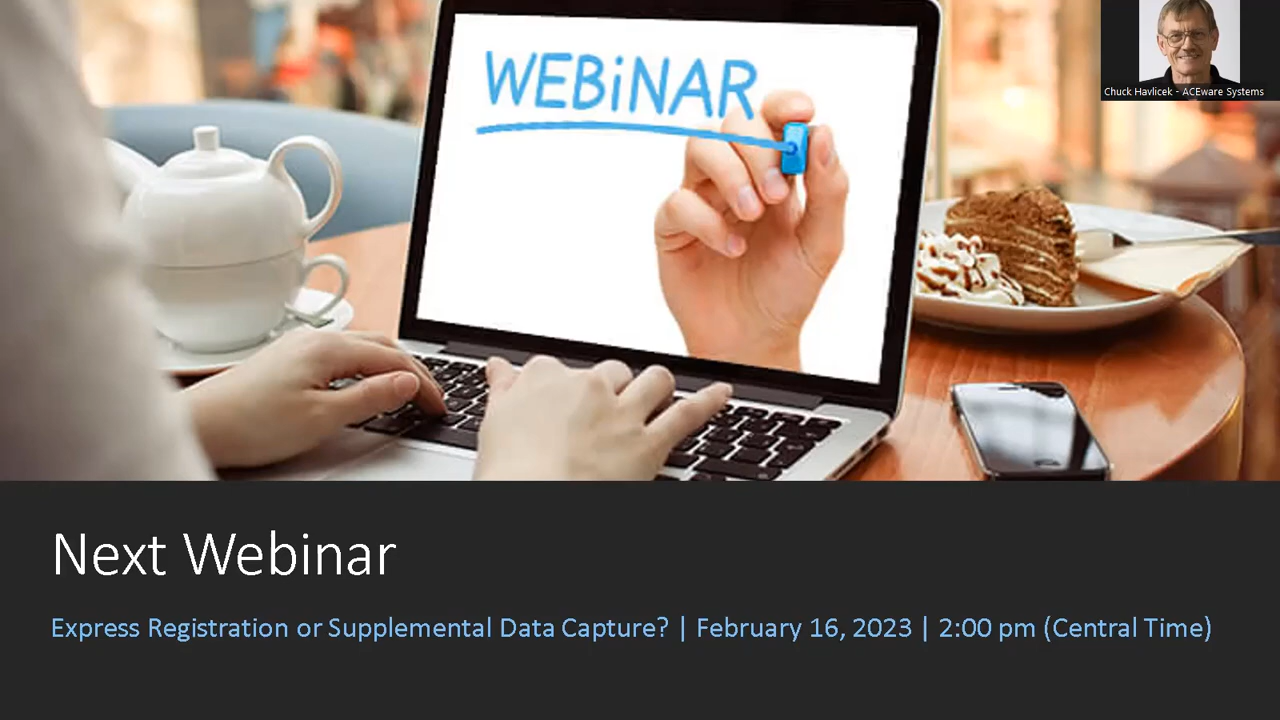 WEBiNAR
Chuck Havlicek - ACEware Systems
Next Webinar
Express Registration or Supplemental Data Capture? | February 16, 2023 | 2:00 pm (Central Time)